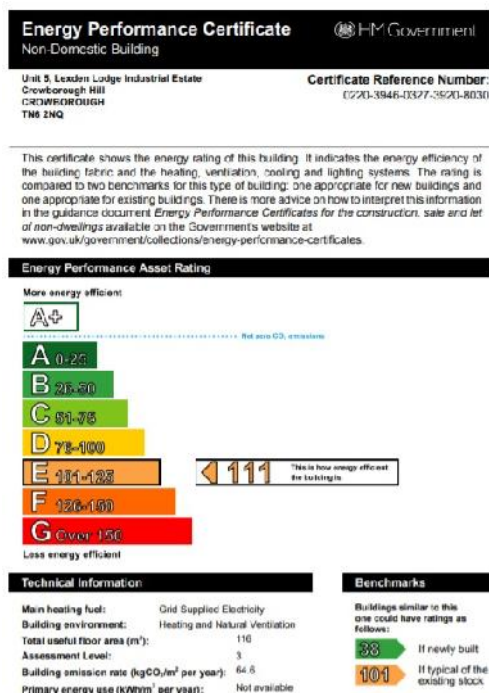 Energy Performance Certificate
HM Government
Non-Domestic Building
Unit 5, Lexden Lodge Industrial Estate
Crowborough Hill
CROWBOROUGH
TN6 2NQ
Certificate Reference Number:
0220-3946-0327-3920-8030
This certificate shows the energy rating of this building. It indicates the energy efficiency of
the building fabric and the heating, ventilation, cooling and lighting systems. The rating is
compared to two benchmarks for this type of building: one appropriate for new buildings and
one appropriate for existing buildings. There is more advice on how to interpret this information
in the guidance document Energy Performance Certificates for the construction, sale and let
of non-dwellings available on the Government's website at
www.gov.uk/government/collections/energy-performance-certificates.
Energy Performance Asset Rating
More energy efficient
A+
Net zero CO₂ emissions
A 0-25
B 26-50
C 51-75
D 76-100
E 101-125
111
This is how energy efficient
the building is
F 126-150
G Over 150
Less energy efficient
Technical Information
Main heating fuel: Grid Supplied Electricity
Building environment: Heating and Natural Ventilation
Total useful floor area (m²): 116
Assessment Level: 3
Building emission rate (kgCO₂/m² per year): 64.6
Primary energy use (kWh/m² per year): Not available
Benchmarks
Buildings similar to this
one could have ratings as
follows:
38 If newly built
101 If typical of the
existing stock